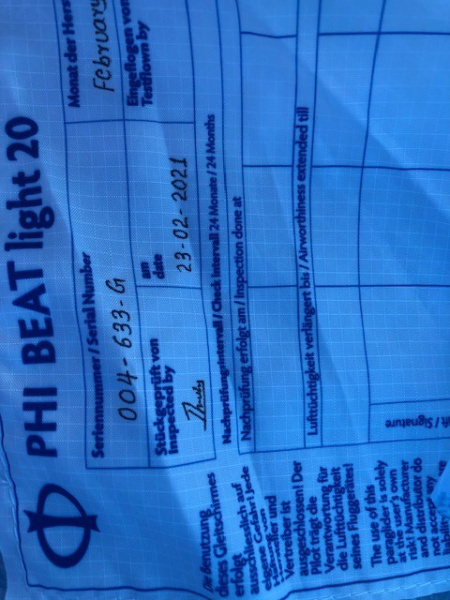 PHI BEAT light 20
Seriennummer / Serial Number
004-633-G
Monat der Hers
February
Stückgeprüft von
Inspected by
am
date
23-02-2021
Eingeflogen von
Testflown by
Nachprüfungsintervall / Check Intervall 24 Monate / 24 Months
Nachprüfung erfolgt am / Inspection done at
Lufttüchtigkeit verlängert bis / Airworthiness extended till
ft / Signature
Die Benutzung
dieses Gleitschirmes
erfolgt
ausschliesslich auf
eigene Gefahr! Jede
Hersteller und
Vertreiber ist
ausgeschlossen! Der
Pilot trägt die
Verantwortung für
die Lufttüchtigkeit
seines Fluggerätes!
The use of this
paraglider is solely
at the user's own
risk! Manufacturer
and distributor do
not accept any
liability